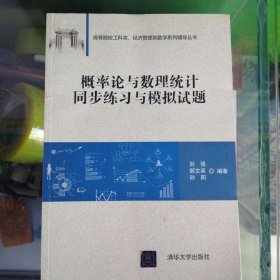 高等院校工科类、经济管理类数学系列辅导丛书
概率论与数理统计
同步练习与模拟试题
刘强
郭文英 编著
孙阳
清华大学出版社